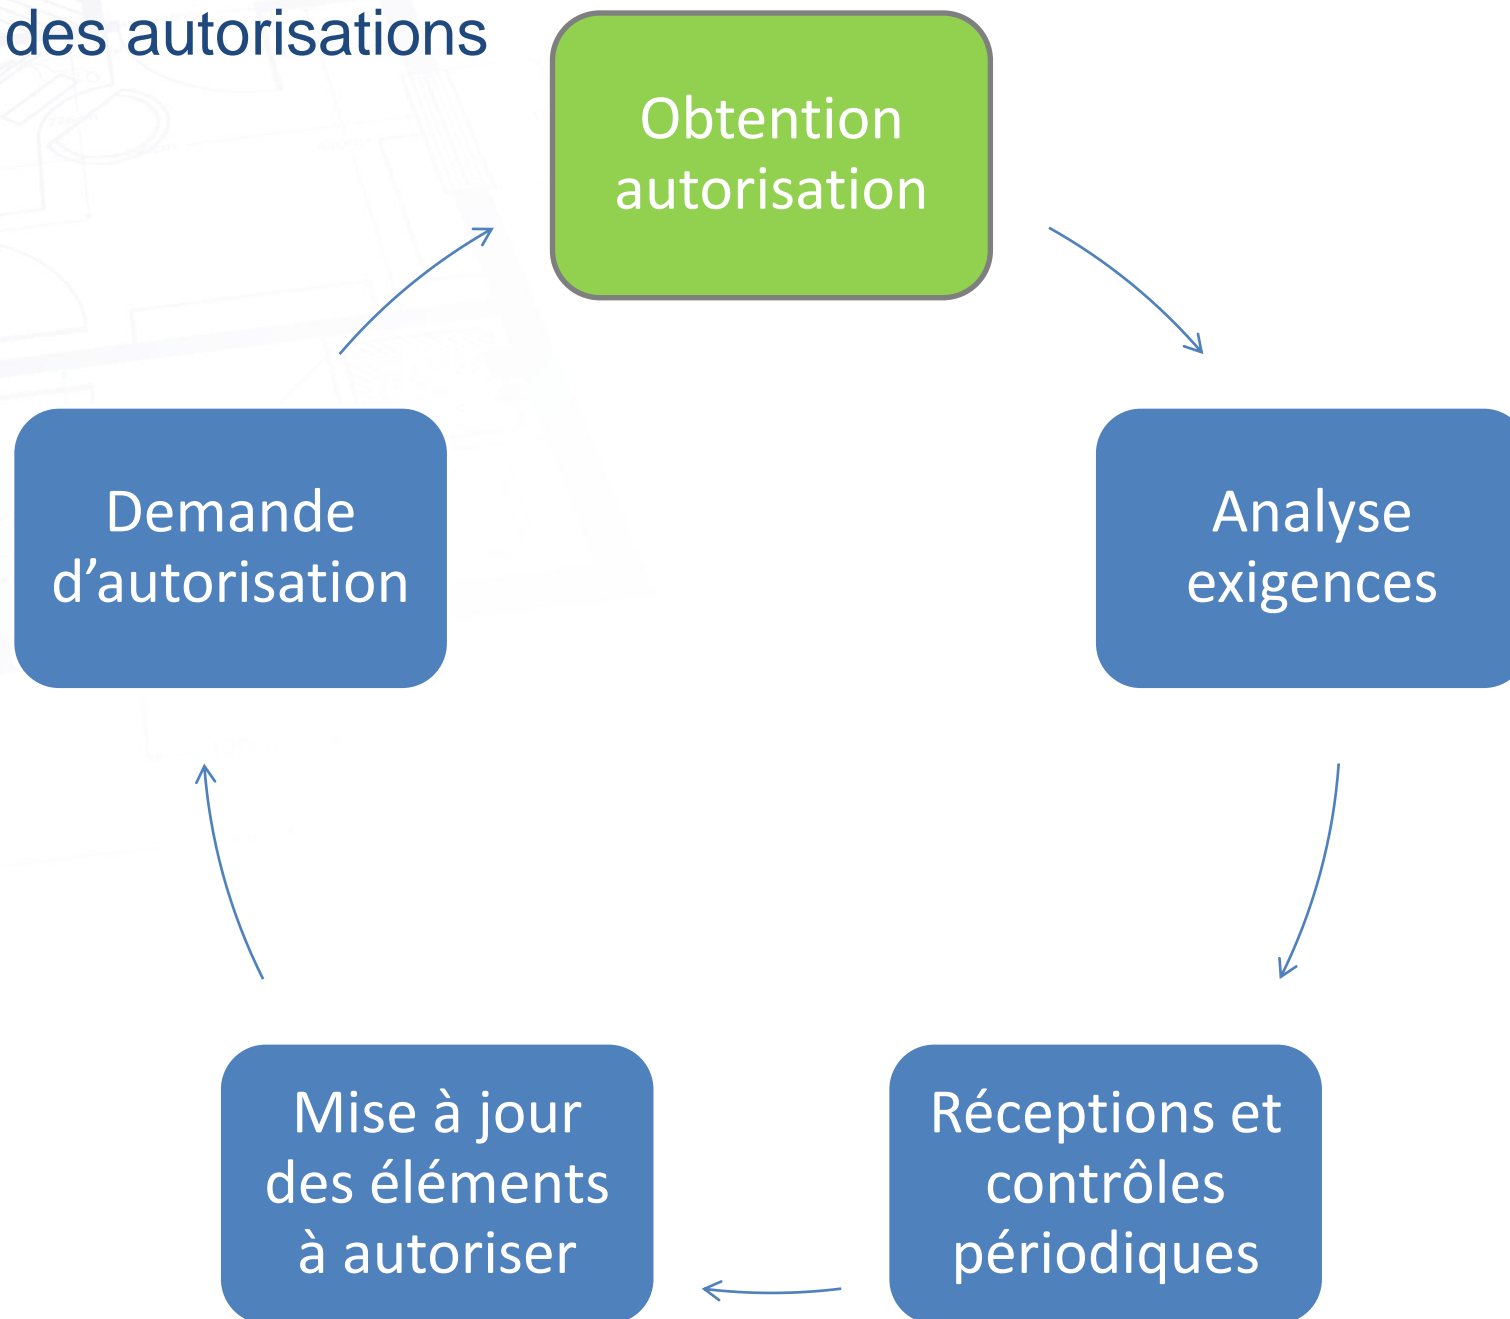 des autorisations
Obtention
autorisation
Demande
d’autorisation
Analyse
exigences
Mise à jour
des éléments
à autoriser
Réceptions et
contrôles
périodiques